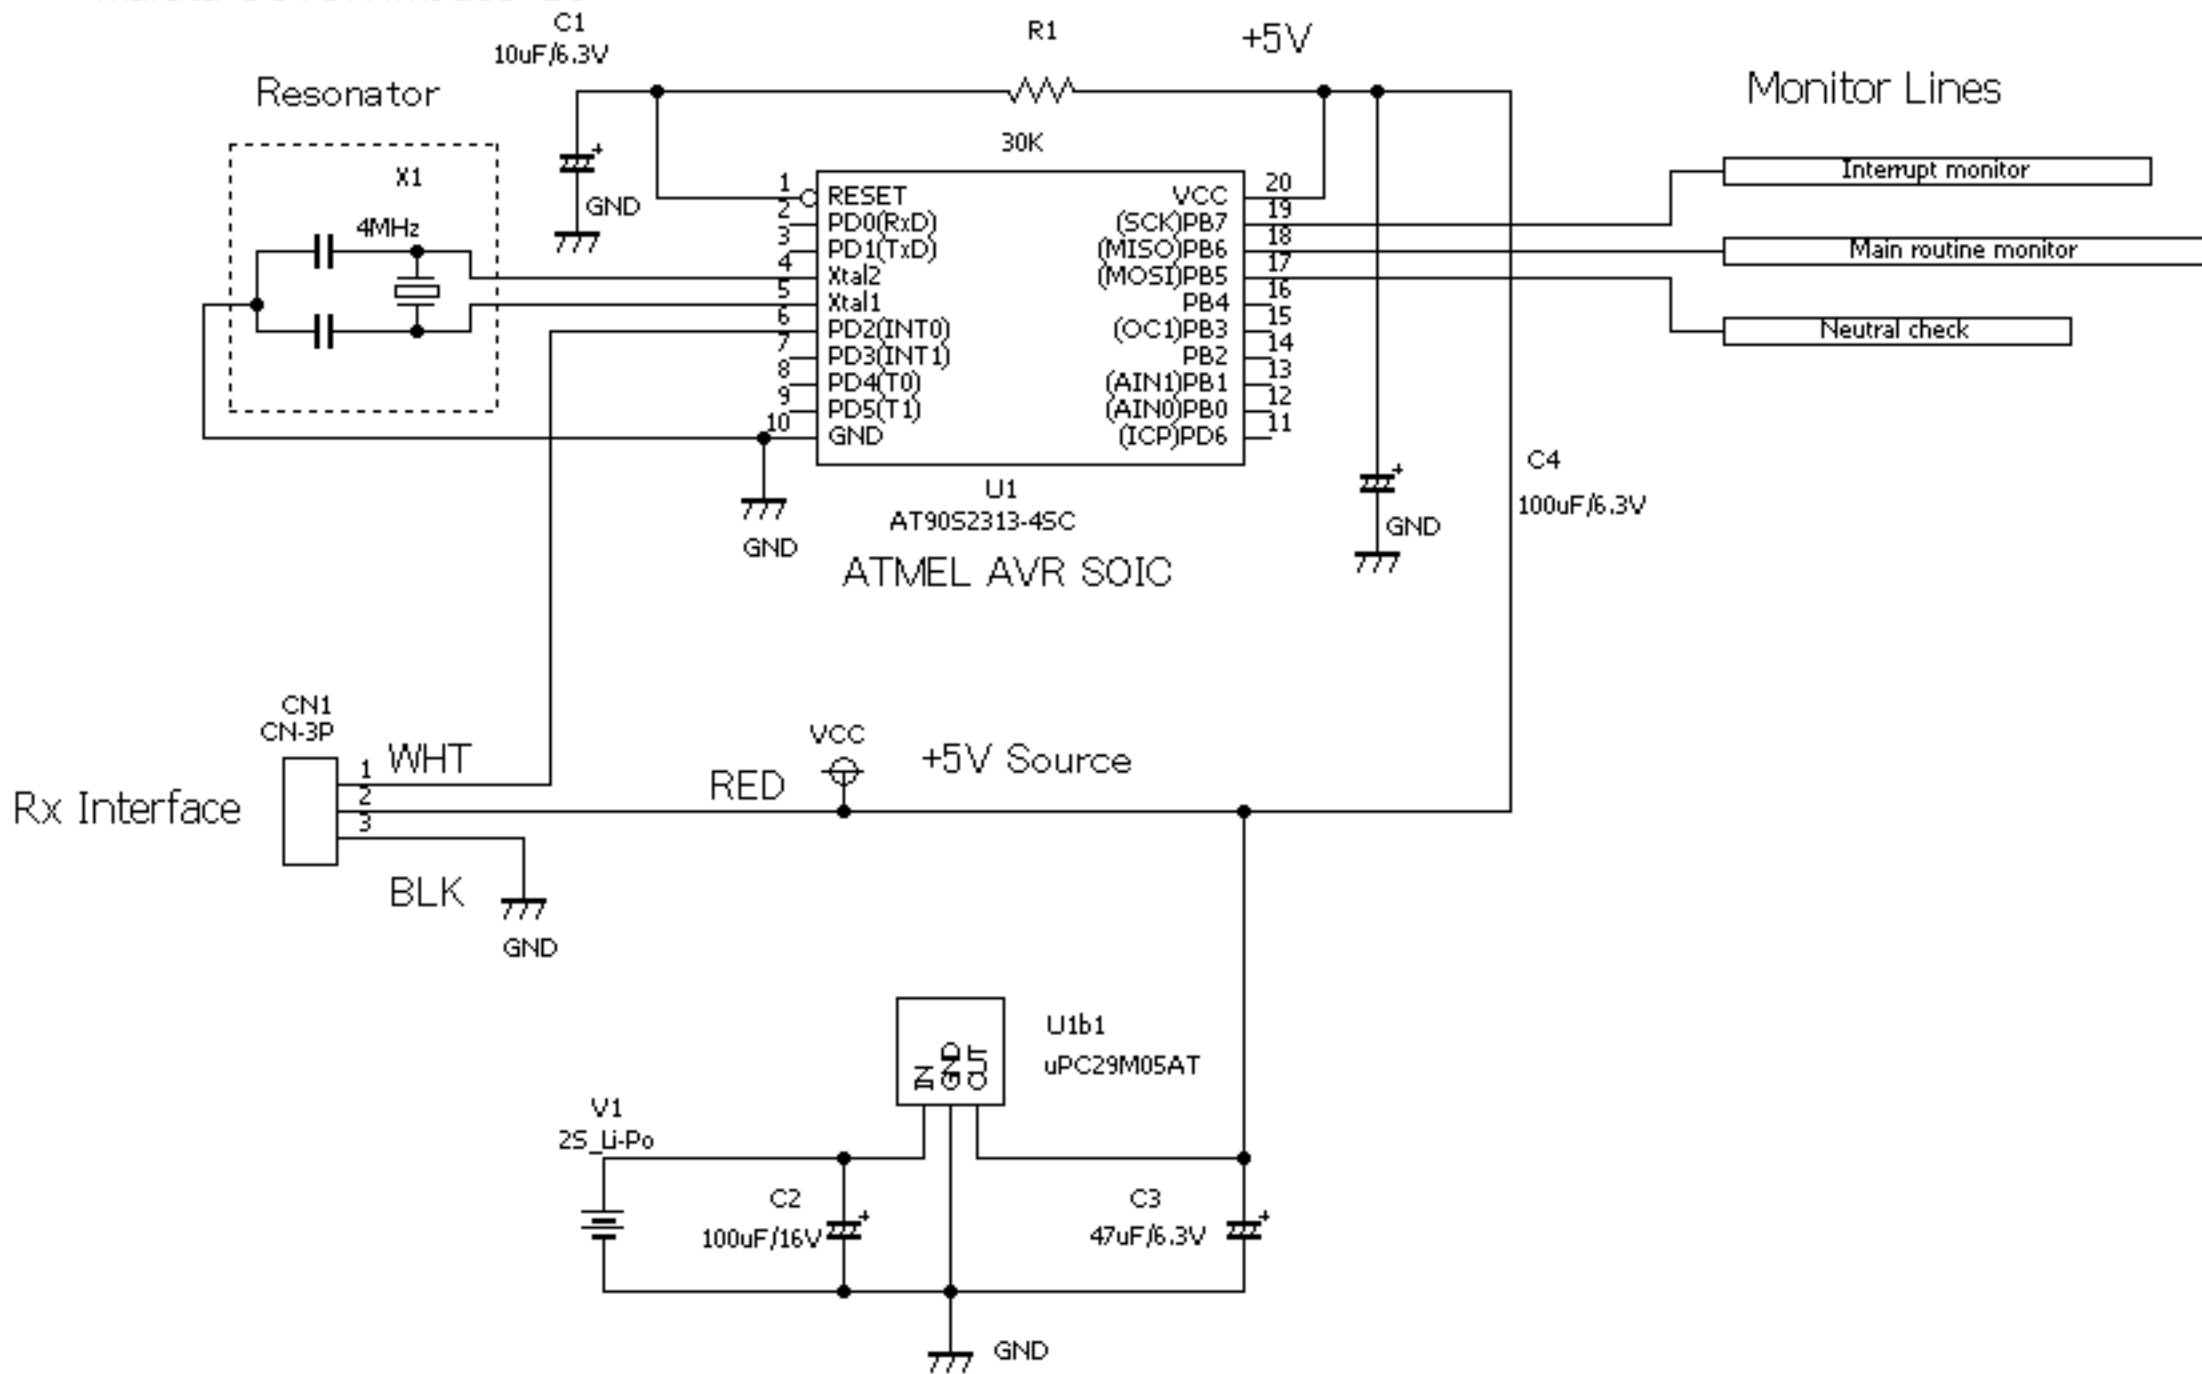 C1
10uF/6.3V
R1
+5V
30K
Resonator
X1
4MHz
GND
Monitor Lines
Interrupt monitor
Main routine monitor
Neutral check
1 RESET
2 PD0(RxD)
3 PD1(TxD)
4 Xtal2
5 Xtal1
6 PD2(INT0)
7 PD3(INT1)
8 PD4(T0)
9 PD5(T1)
10 GND
VCC 20
(SCK)PB7 19
(MISO)PB6 18
(MOSI)PB5 17
PB4 16
(OC1)PB3 15
PB2 14
(AIN1)PB1 13
(AIN0)PB0 12
(ICP)PD6 11
U1
AT90S2313-4SC
ATMEL AVR SOIC
GND
C4
100uF/6.3V
GND
CN1
CN-3P
Rx Interface
1
2
3
WHT
RED
BLK
GND
VCC
+5V Source
U1b1
uPC29M05AT
IN
GND
OUT
V1
2S_Li-Po
C2
100uF/16V
C3
47uF/6.3V
GND